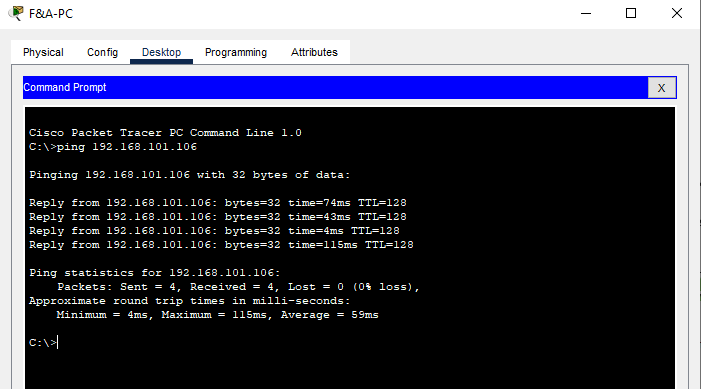 F&A-PC
Physical Config Desktop Programming Attributes
Command Prompt X
Cisco Packet Tracer PC Command Line 1.0
C:\>ping 192.168.101.106
Pinging 192.168.101.106 with 32 bytes of data:
Reply from 192.168.101.106: bytes=32 time=74ms TTL=128
Reply from 192.168.101.106: bytes=32 time=43ms TTL=128
Reply from 192.168.101.106: bytes=32 time=4ms TTL=128
Reply from 192.168.101.106: bytes=32 time=115ms TTL=128
Ping statistics for 192.168.101.106:
Packets: Sent = 4, Received = 4, Lost = 0 (0% loss),
Approximate round trip times in milli-seconds:
Minimum = 4ms, Maximum = 115ms, Average = 59ms
C:\>